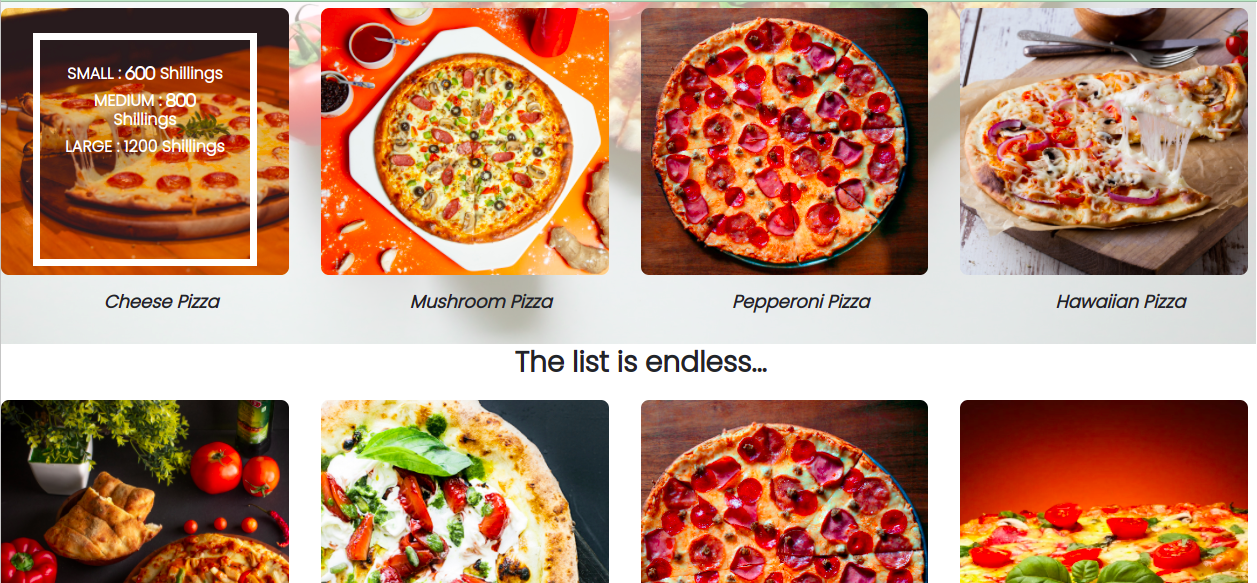 SMALL : 600 Shillings
MEDIUM : 800
Shillings
LARGE : 1200 Shillings
Cheese Pizza
Mushroom Pizza
Pepperoni Pizza
Hawaiian Pizza
The list is endless...